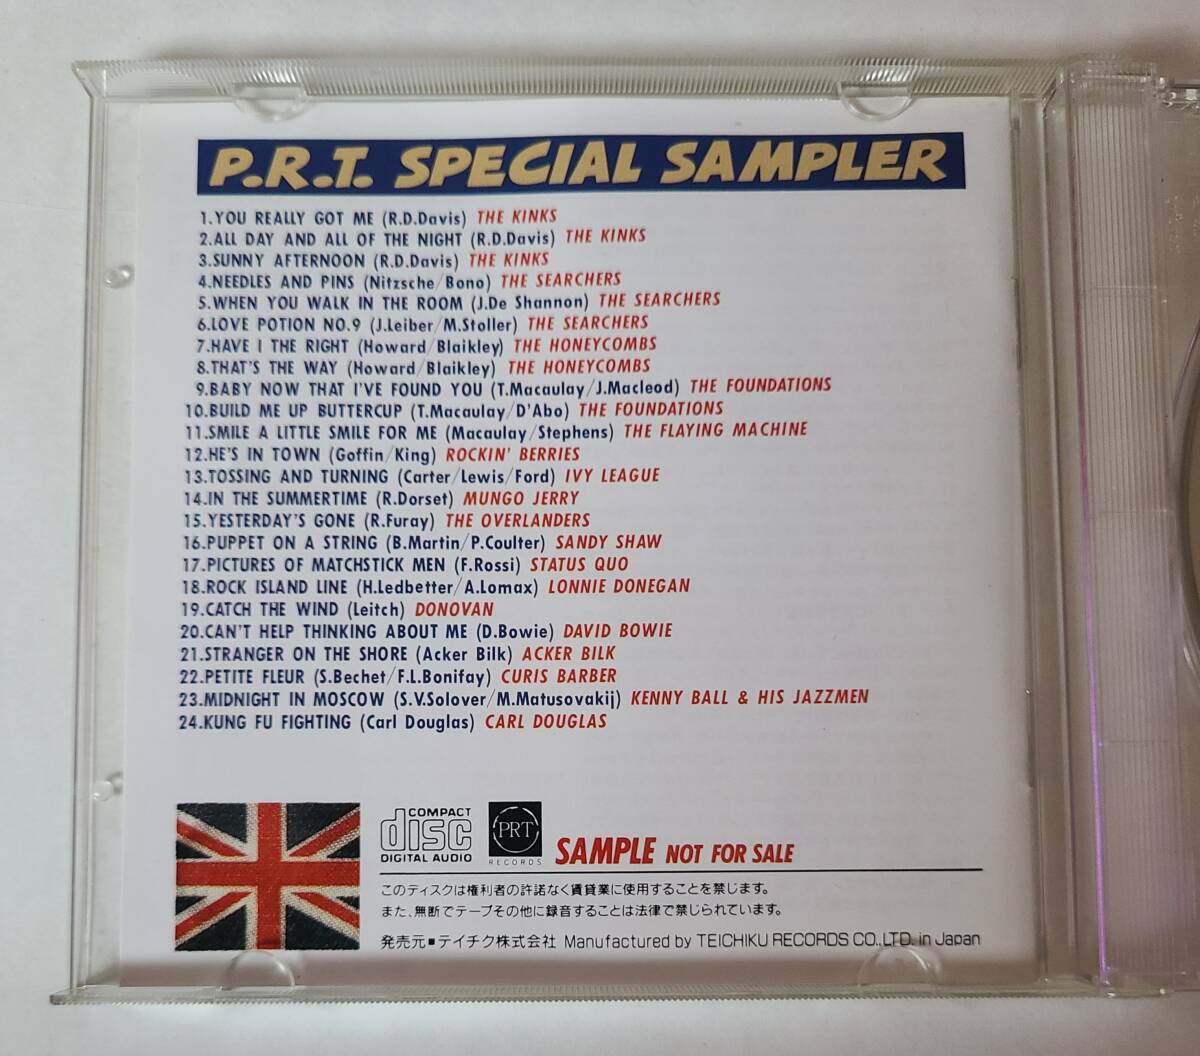 P.R.T. SPECIAL SAMPLER
1.YOU REALLY GOT ME (R.D.Davis) THE KINKS
2.ALL DAY AND ALL OF THE NIGHT (R.D.Davis) THE KINKS
3.SUNNY AFTERNOON (R.D.Davis) THE KINKS
4.NEEDLES AND PINS (Nitzsche/Bono) THE SEARCHERS
5.WHEN YOU WALK IN THE ROOM (J.De Shannon) THE SEARCHERS
6.LOVE POTION NO.9 (J.Leiber/M.Stoller) THE SEARCHERS
7.HAVE I THE RIGHT (Howard/Blaikley) THE HONEYCOMBS
8.THAT'S THE WAY (Howard/Blaikley) THE HONEYCOMBS
9.BABY NOW THAT I'VE FOUND YOU (T.Macaulay/J.Macleod) THE FOUNDATIONS
10.BUILD ME UP BUTTERCUP (T.Macaulay/D'Abo) THE FOUNDATIONS
11.SMILE A LITTLE SMILE FOR ME (Macaulay/Stephens) THE FLAYING MACHINE
12.HE'S IN TOWN (Goffin/King) ROCKIN' BERRIES
13.TOSSING AND TURNING (Carter/Lewis/Ford) IVY LEAGUE
14.IN THE SUMMERTIME (R.Dorset) MUNGO JERRY
15.YESTERDAY'S GONE (R.Furay) THE OVERLANDERS
16.PUPPET ON A STRING (B.Martin/P.Coulter) SANDY SHAW
17.PICTURES OF MATCHSTICK MEN (F.Rossi) STATUS QUO
18.ROCK ISLAND LINE (H.Ledbetter/A.Lomax) LONNIE DONEGAN
19.CATCH THE WIND (Leitch) DONOVAN
20.CAN'T HELP THINKING ABOUT ME (D.Bowie) DAVID BOWIE
21.STRANGER ON THE SHORE (Acker Bilk) ACKER BILK
22.PETITE FLEUR (S.Bechet/F.L.Bonifay) CURIS BARBER
23.MIDNIGHT IN MOSCOW (S.V.Solover/M.Matusovakij) KENNY BALL & HIS JAZZMEN
24.KUNG FU FIGHTING (Carl Douglas) CARL DOUGLAS
COMPACT
disc
DIGITAL AUDIO
PRT
RECORDS
SAMPLE NOT FOR SALE
このディスクは権利者の許諾なく賃貸業に使用することを禁じます。
また、無断でテープその他に録音することは法律で禁じられています。
発売元■テイチク株式会社 Manufactured by TEICHIKU RECORDS CO.,LTD. in Japan